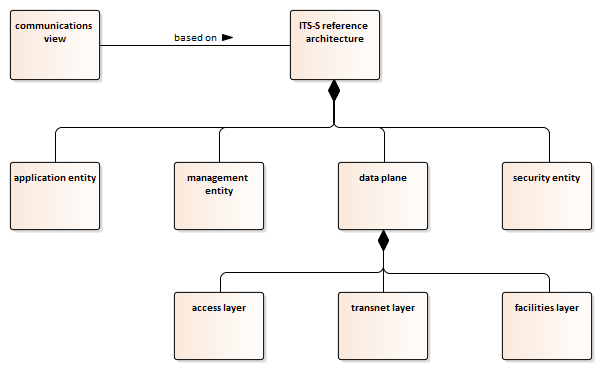 communications
view
based on
ITS-S reference
architecture
application entity
management
entity
data plane
security entity
access layer
transnet layer
facilities layer